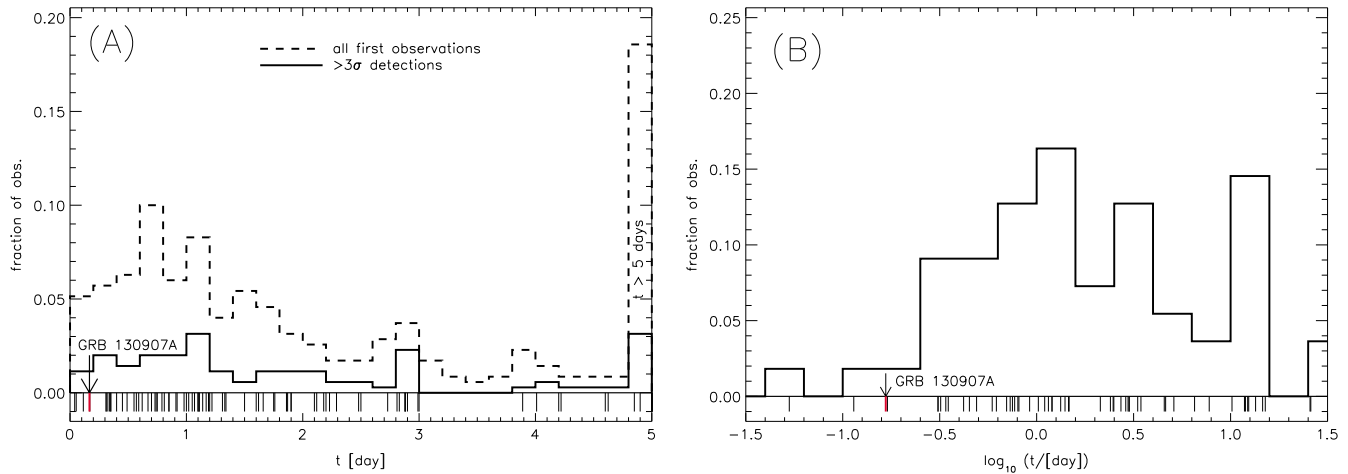 (A)
all first observations
>3σ detections
GRB 130907A
t > 5 days
0.20
0.15
0.10
0.05
0.00
fraction of obs.
0
1
2
3
4
5
t [day]
(B)
GRB 130907A
0.25
0.20
0.15
0.10
0.05
0.00
fraction of obs.
−1.5
−1.0
−0.5
0.0
0.5
1.0
1.5
log₁₀ (t/[day])